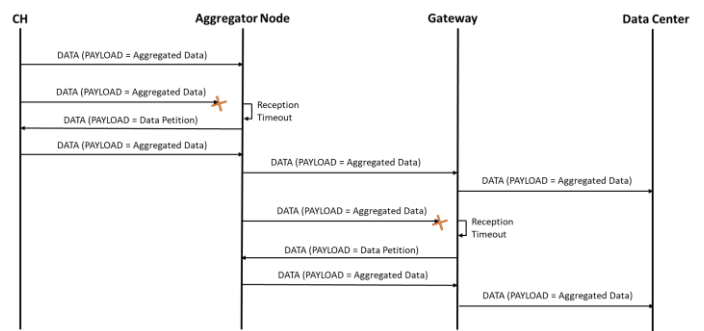 CH
Aggregator Node
Gateway
Data Center
DATA (PAYLOAD = Aggregated Data)
DATA (PAYLOAD = Aggregated Data)
Reception
Timeout
DATA (PAYLOAD = Data Petition)
DATA (PAYLOAD = Aggregated Data)
DATA (PAYLOAD = Aggregated Data)
DATA (PAYLOAD = Aggregated Data)
DATA (PAYLOAD = Aggregated Data)
Reception
Timeout
DATA (PAYLOAD = Data Petition)
DATA (PAYLOAD = Aggregated Data)
DATA (PAYLOAD = Aggregated Data)